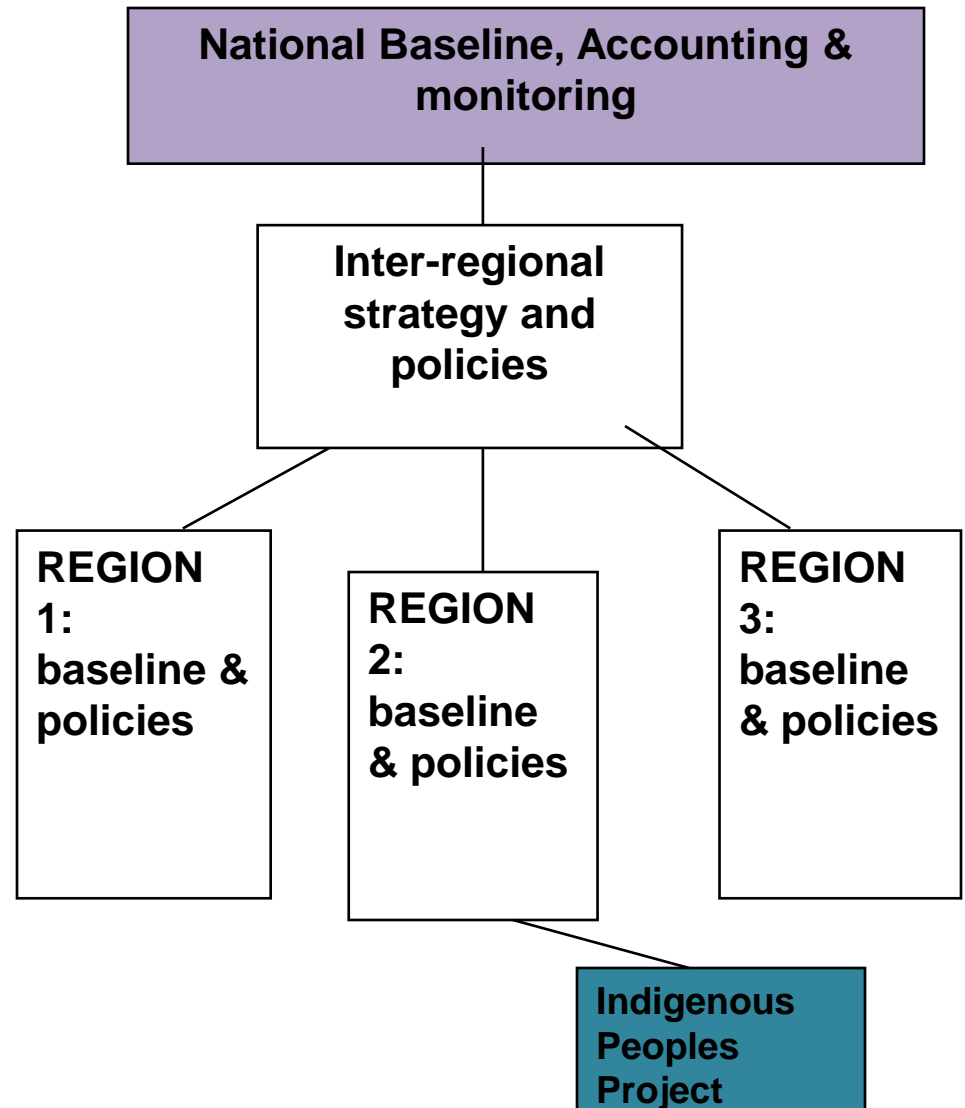 National Baseline, Accounting &
monitoring
Inter-regional
strategy and
policies
REGION
1:
baseline &
policies
REGION
2:
baseline
& policies
REGION
3:
baseline
& policies
Indigenous
Peoples
Project